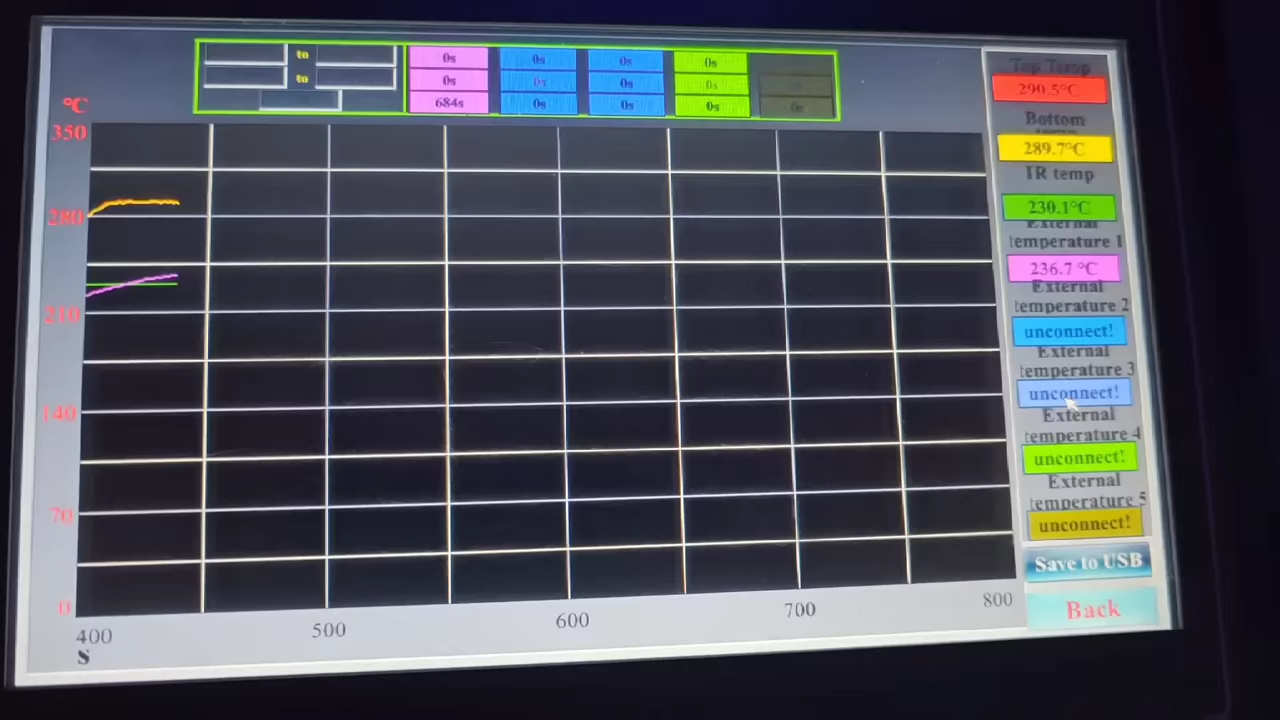 to
to
0s 0s 0s 0s
0s 0s 0s 0s
684s 0s 0s 0s 0s
°C
350
280
210
140
70
0
400 500 600 700 800
S
Top Temp
290.5°C
Bottom
289.7°C
IR temp
230.1°C
External
temperature 1
236.7 °C
External
temperature 2
unconnect!
External
temperature 3
unconnect!
External
temperature 4
unconnect!
External
temperature 5
unconnect!
Save to USB
Back